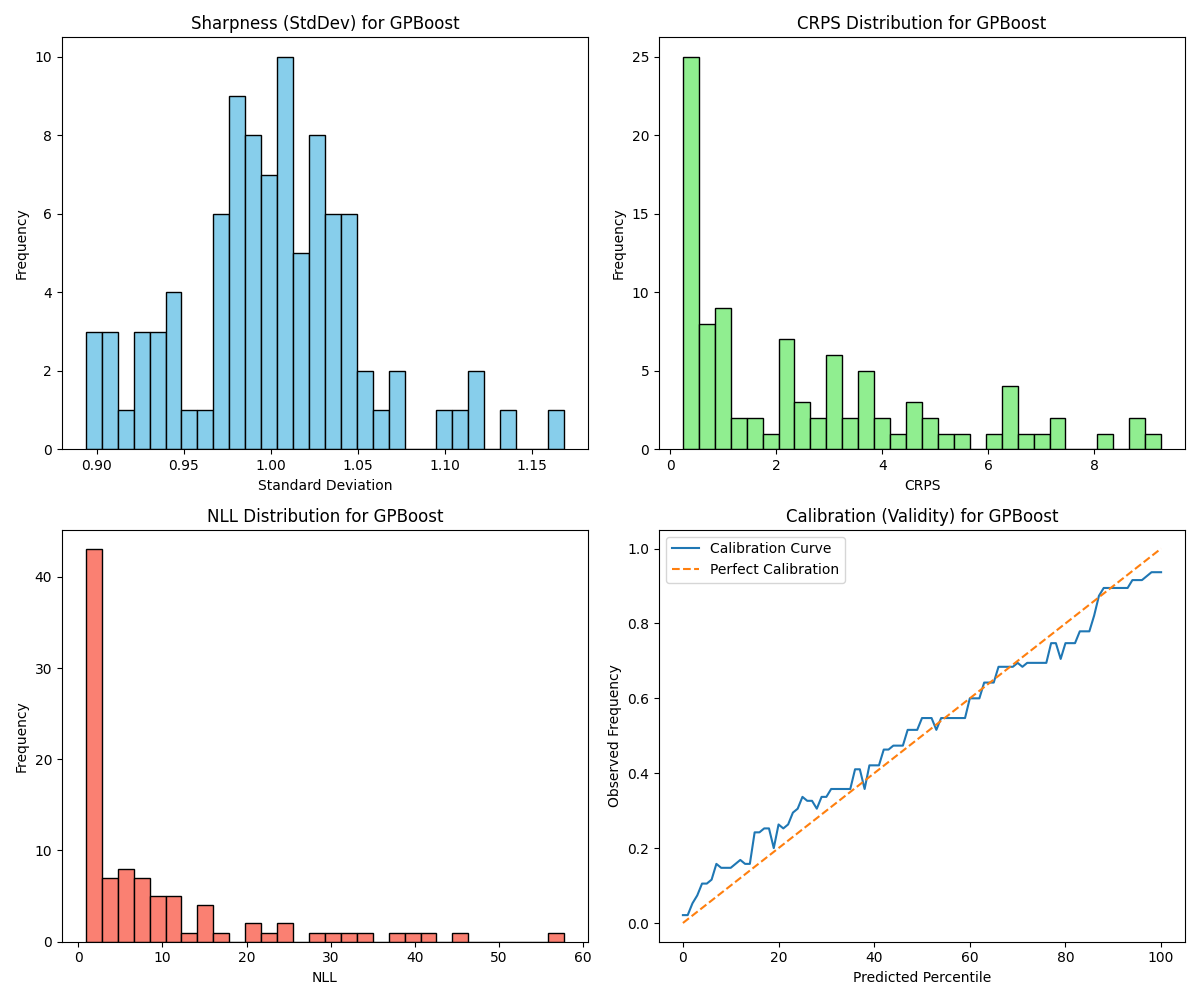 Sharpness (StdDev) for GPBoost
10
8
6
4
2
0
Frequency
0.90 0.95 1.00 1.05 1.10 1.15
Standard Deviation
CRPS Distribution for GPBoost
25
20
15
10
5
0
Frequency
0 2 4 6 8
CRPS
NLL Distribution for GPBoost
40
30
20
10
0
Frequency
0 10 20 30 40 50 60
NLL
Calibration (Validity) for GPBoost
Calibration Curve
Perfect Calibration
1.0
0.8
0.6
0.4
0.2
0.0
Observed Frequency
0 20 40 60 80 100
Predicted Percentile